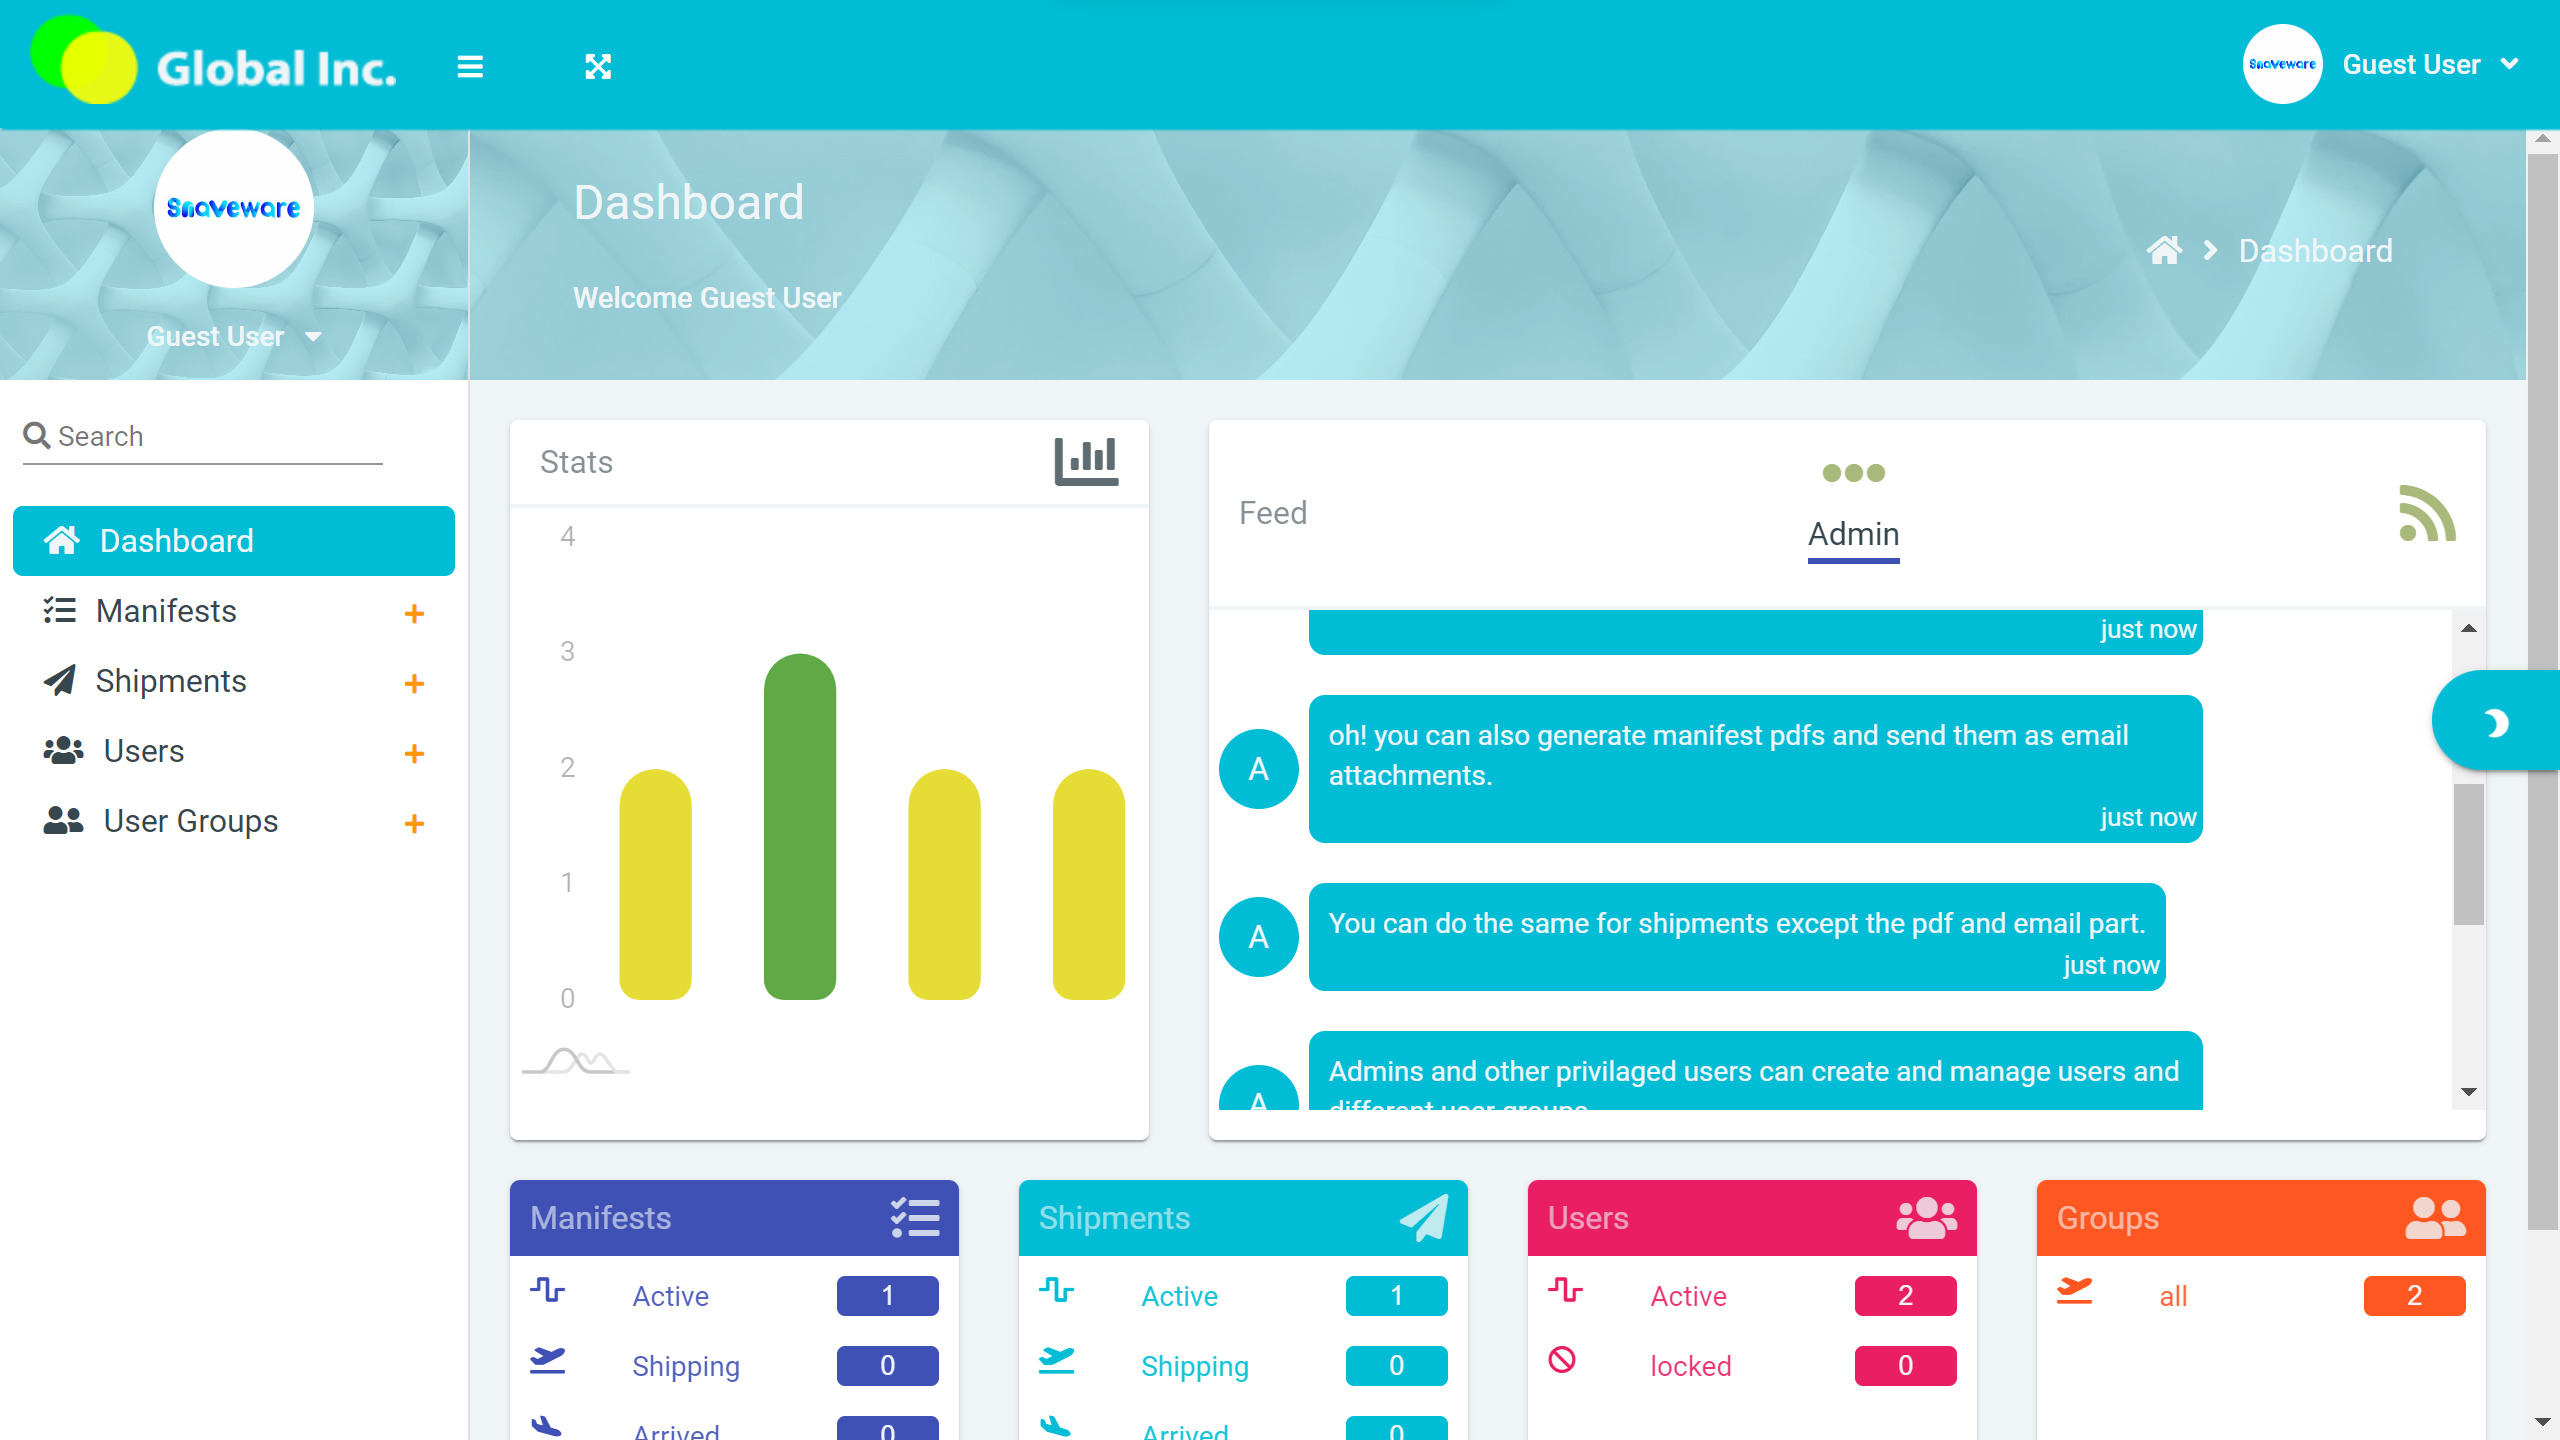 Global Inc.
Snaveware
Guest User
Snaveware
Guest User
Dashboard
Welcome Guest User
Dashboard
Search
Dashboard
Manifests
Shipments
Users
User Groups
Stats
4
3
2
1
0
Feed
Admin
just now
A
oh! you can also generate manifest pdfs and send them as email
attachments.
just now
A
You can do the same for shipments except the pdf and email part.
just now
A
Admins and other privilaged users can create and manage users and
different user groups
Manifests
Active 1
Shipping 0
Arrived 0
Shipments
Active 1
Shipping 0
Arrived 0
Users
Active 2
locked 0
Groups
all 2